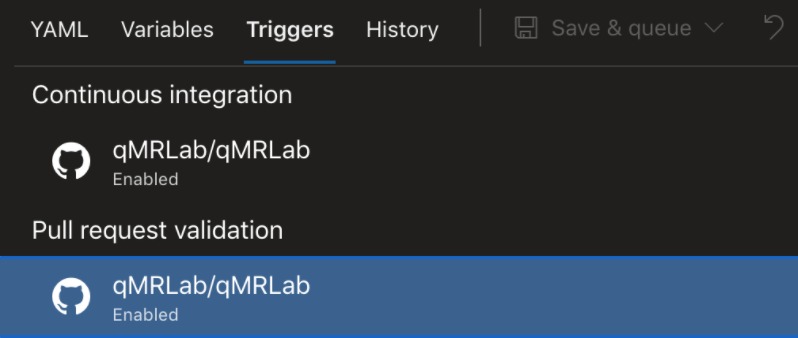 YAML Variables Triggers History Save & queue
Continuous integration
qMRLab/qMRLab
Enabled
Pull request validation
qMRLab/qMRLab
Enabled